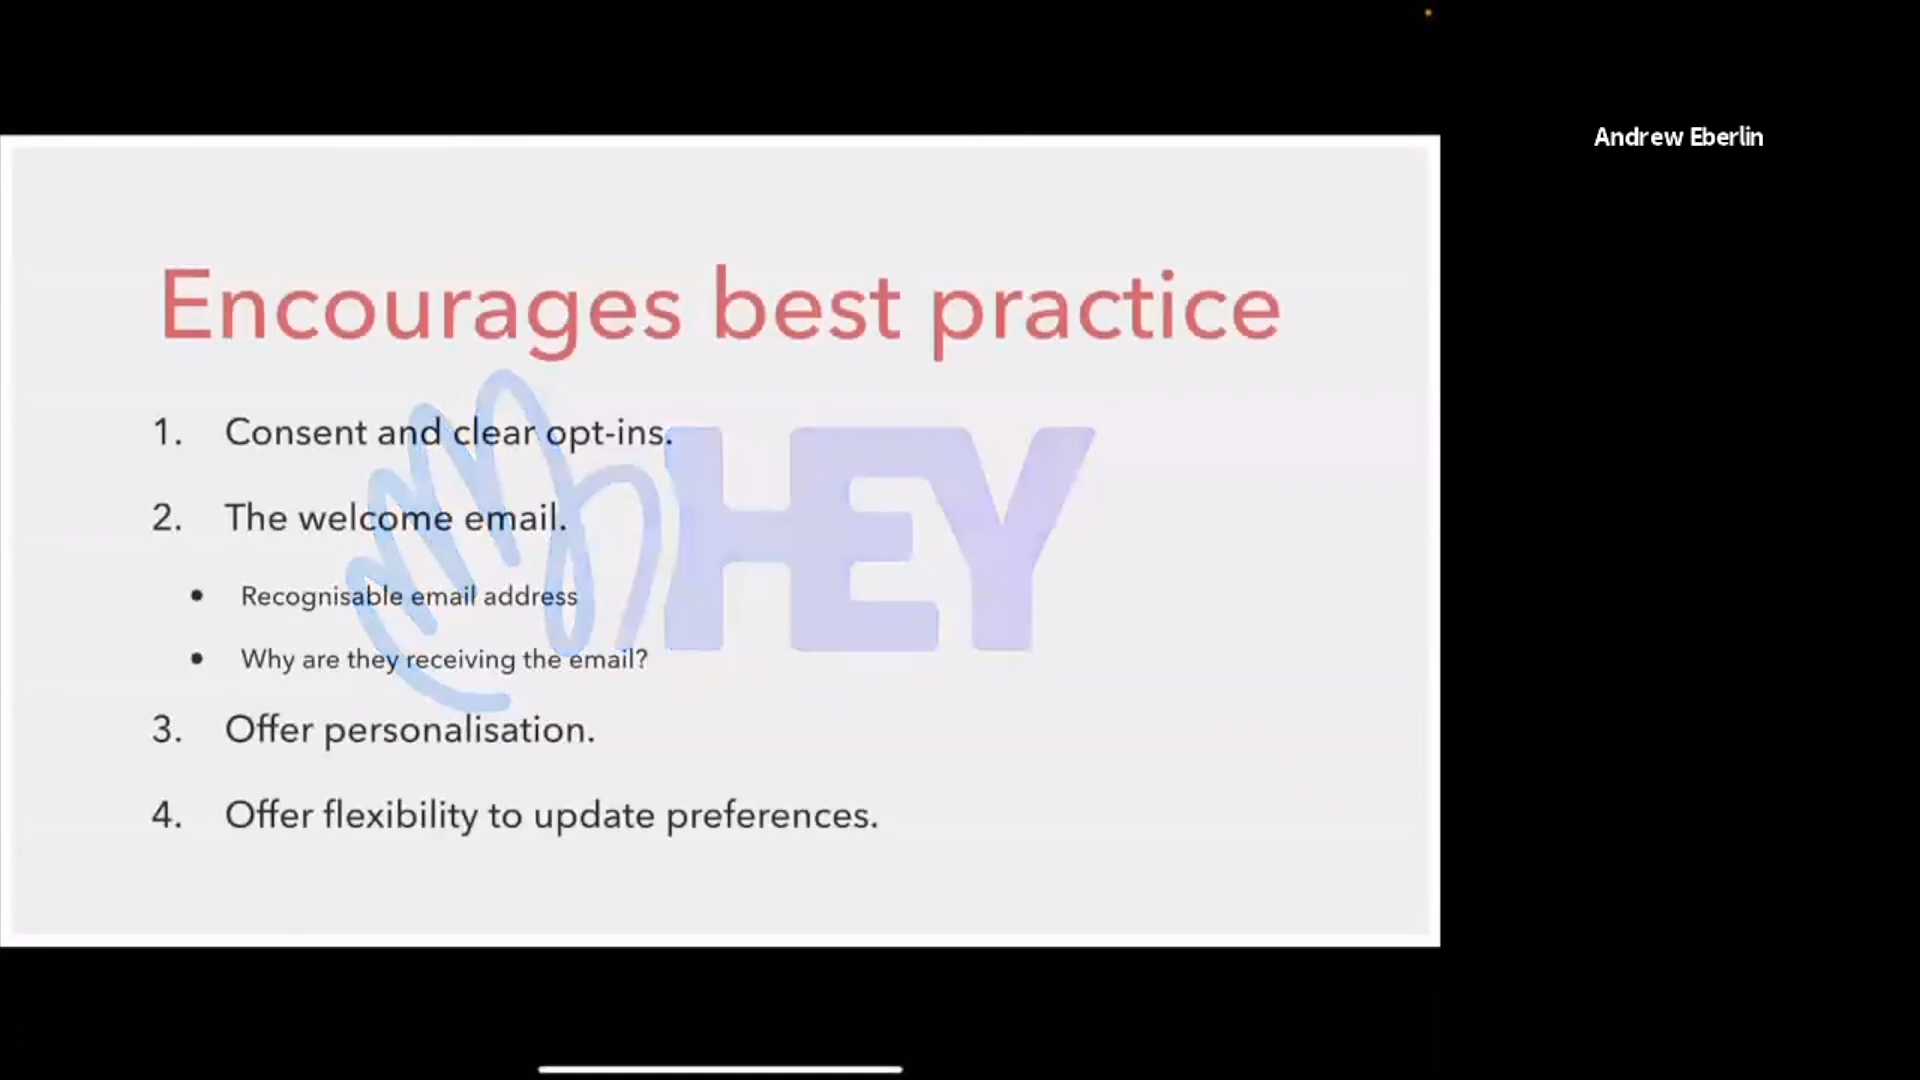 Encourages best practice
1. Consent and clear opt-ins.
2. The welcome email.
• Recognisable email address
• Why are they receiving the email?
3. Offer personalisation.
4. Offer flexibility to update preferences.
HEY
Andrew Eberlin